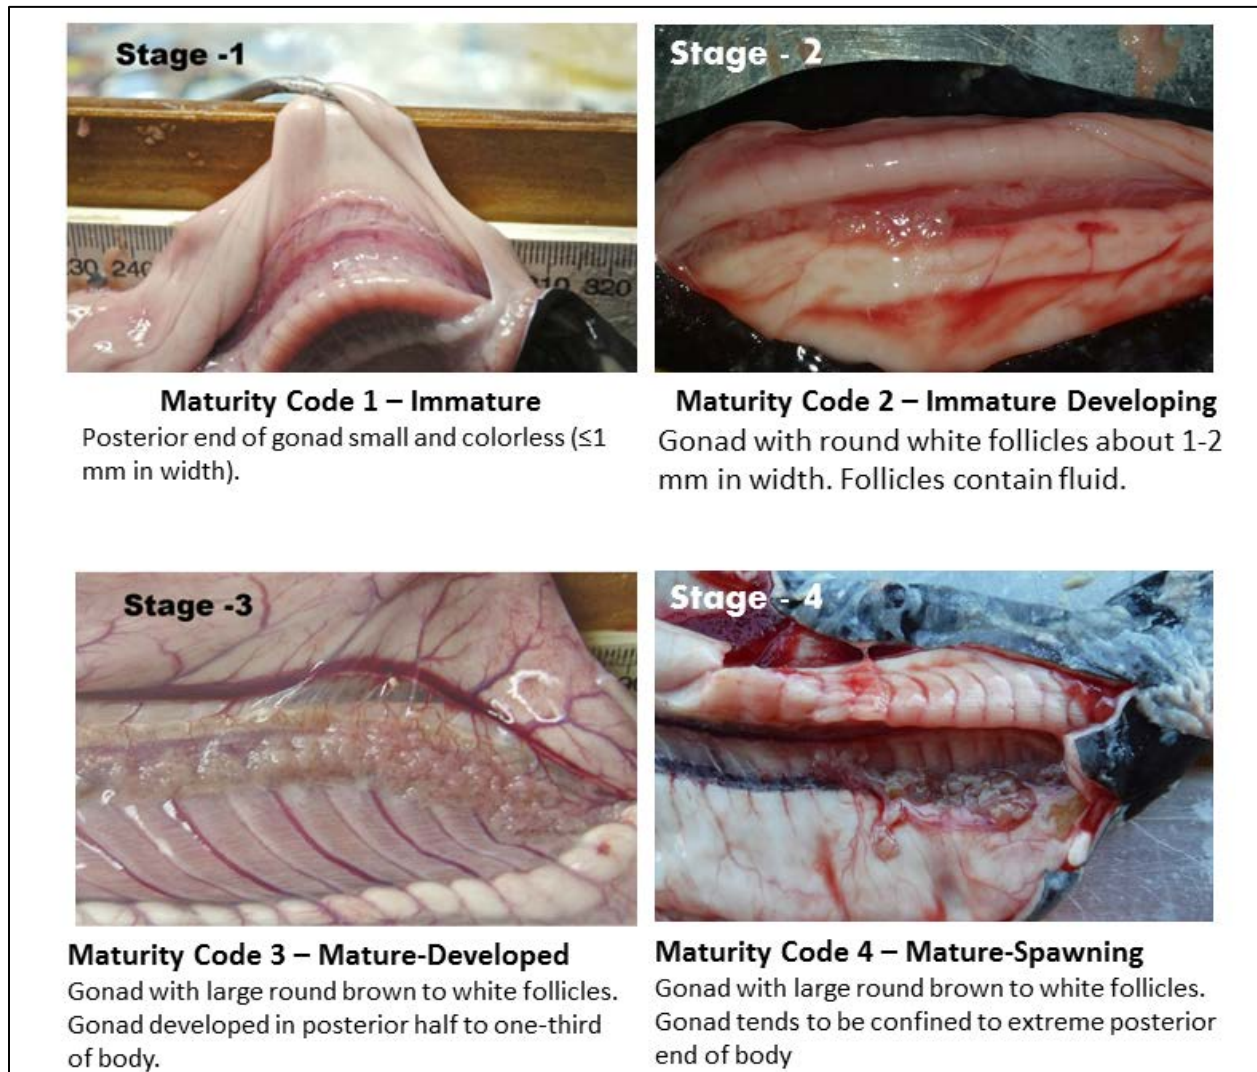 Stage -1
Stage - 2
30 240
310 320
Maturity Code 1 – Immature
Posterior end of gonad small and colorless (≤1
mm in width).
Maturity Code 2 – Immature Developing
Gonad with round white follicles about 1-2
mm in width. Follicles contain fluid.
Stage -3
Stage - 4
Maturity Code 3 – Mature-Developed
Gonad with large round brown to white follicles.
Gonad developed in posterior half to one-third
of body.
Maturity Code 4 – Mature-Spawning
Gonad with large round brown to white follicles.
Gonad tends to be confined to extreme posterior
end of body